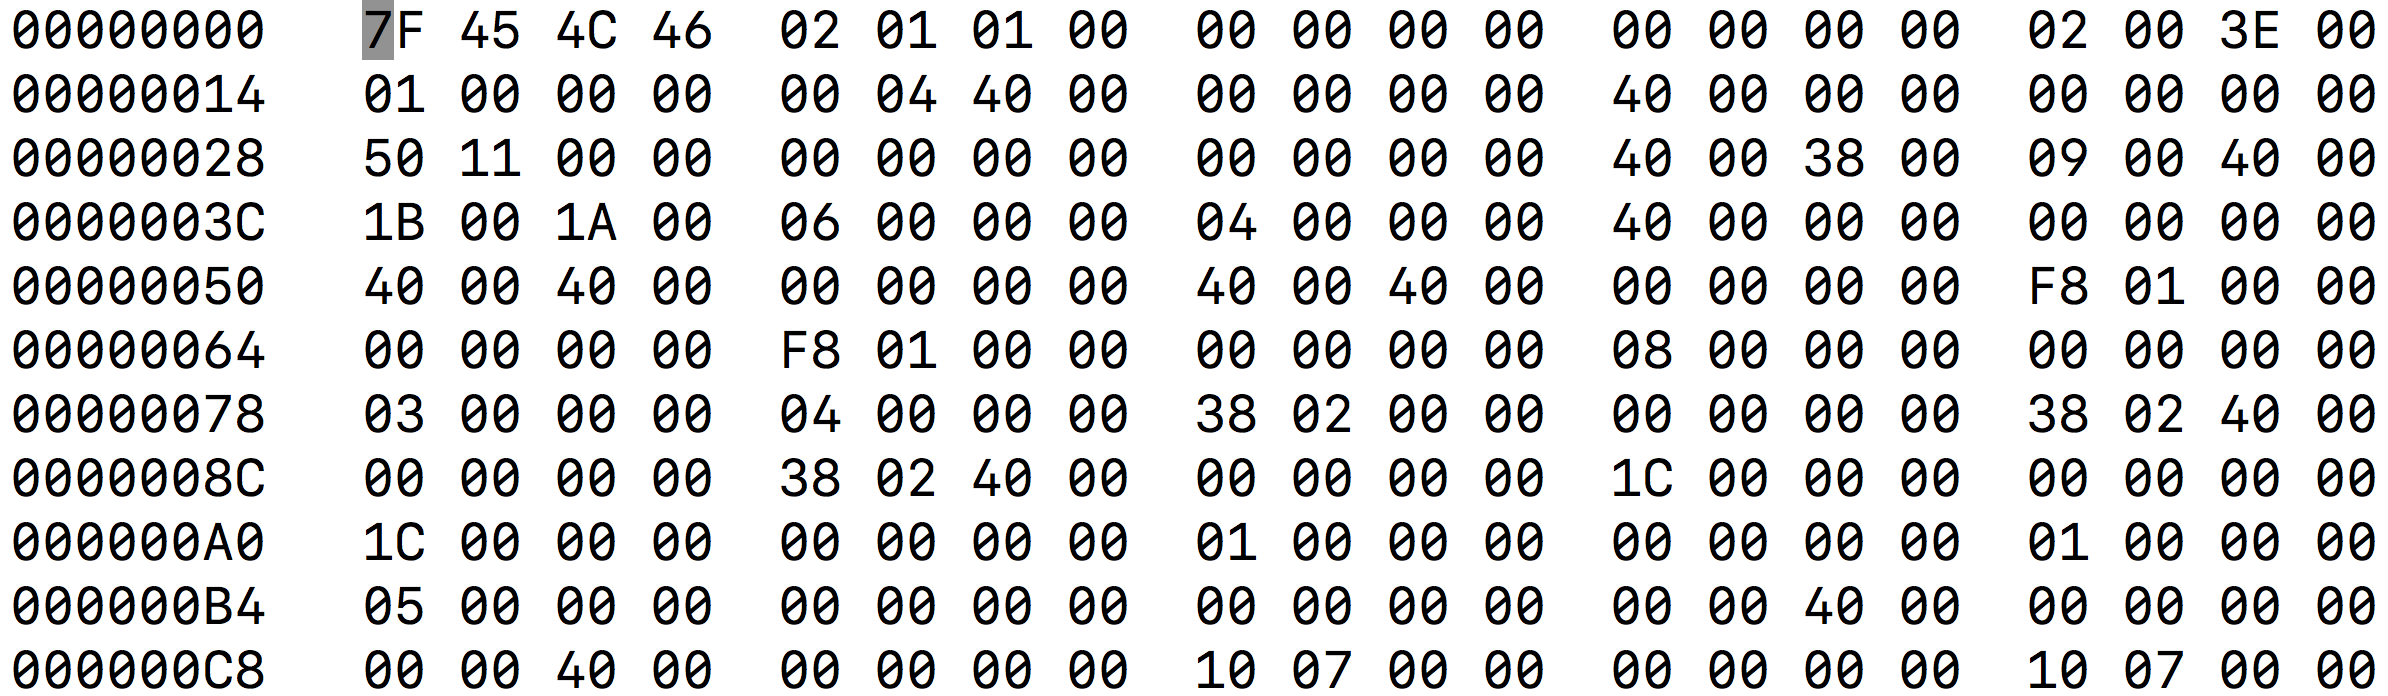 00000000 7F 45 4C 46 02 01 01 00 00 00 00 00 00 00 00 00 02 00 3E 00
00000014 01 00 00 00 00 04 40 00 00 00 00 00 40 00 00 00 00 00 00 00
00000028 50 11 00 00 00 00 00 00 00 00 00 00 40 00 38 00 09 00 40 00
0000003C 1B 00 1A 00 06 00 00 00 04 00 00 00 40 00 00 00 00 00 00 00
00000050 40 00 40 00 00 00 00 00 40 00 40 00 00 00 00 00 F8 01 00 00
00000064 00 00 00 00 F8 01 00 00 00 00 00 00 08 00 00 00 00 00 00 00
00000078 03 00 00 00 04 00 00 00 38 02 00 00 00 00 00 00 38 02 40 00
0000008C 00 00 00 00 38 02 40 00 00 00 00 00 1C 00 00 00 00 00 00 00
000000A0 1C 00 00 00 00 00 00 00 01 00 00 00 00 00 00 00 01 00 00 00
000000B4 05 00 00 00 00 00 00 00 00 00 00 00 00 00 40 00 00 00 00 00
000000C8 00 00 40 00 00 00 00 00 10 07 00 00 00 00 00 00 10 07 00 00